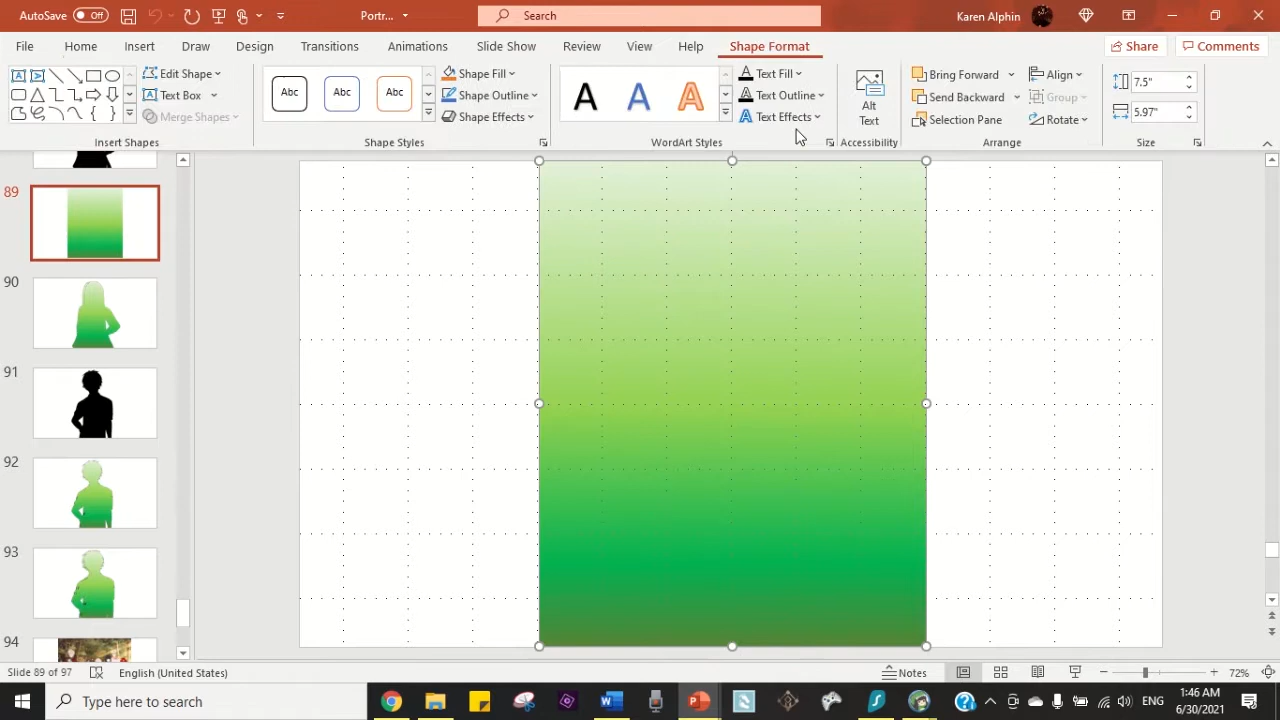 AutoSave Off Portr... Search Karen Alphin
File Home Insert Draw Design Transitions Animations Slide Show Review View Help Shape Format Share Comments
Edit Shape Abc Abc Abc Shape Fill A A A A Text Fill Bring Forward Align 7.5"
Text Box Shape Outline A Text Outline Alt Text Send Backward Group
Merge Shapes Shape Effects A Text Effects Selection Pane Rotate 5.97"
Insert Shapes Shape Styles WordArt Styles Accessibility Arrange Size
89
90
91
92
93
94
Slide 89 of 97 English (United States) Notes 72%
Type here to search ENG 1:46 AM
6/30/2021